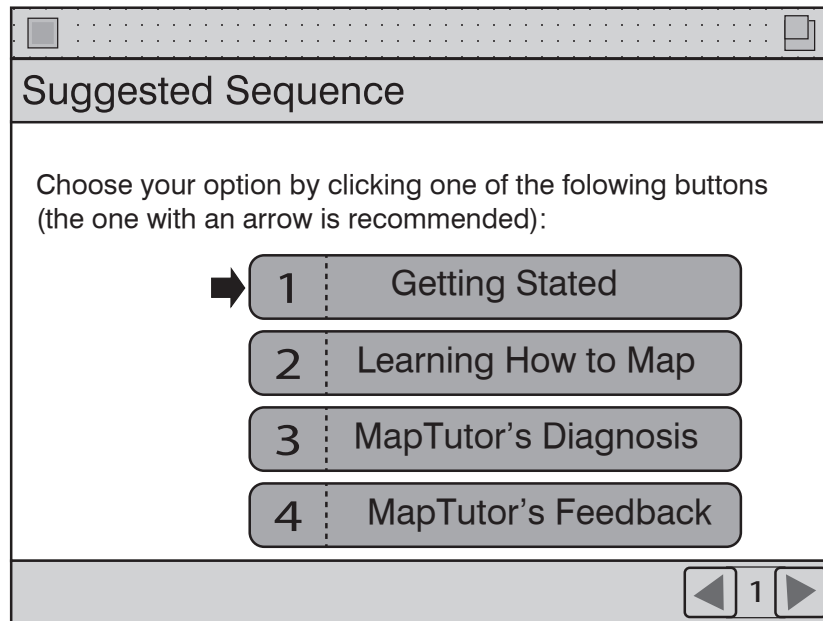 Suggested Sequence
Choose your option by clicking one of the folowing buttons
(the one with an arrow is recommended):
1 Getting Stated
2 Learning How to Map
3 MapTutor's Diagnosis
4 MapTutor's Feedback
1